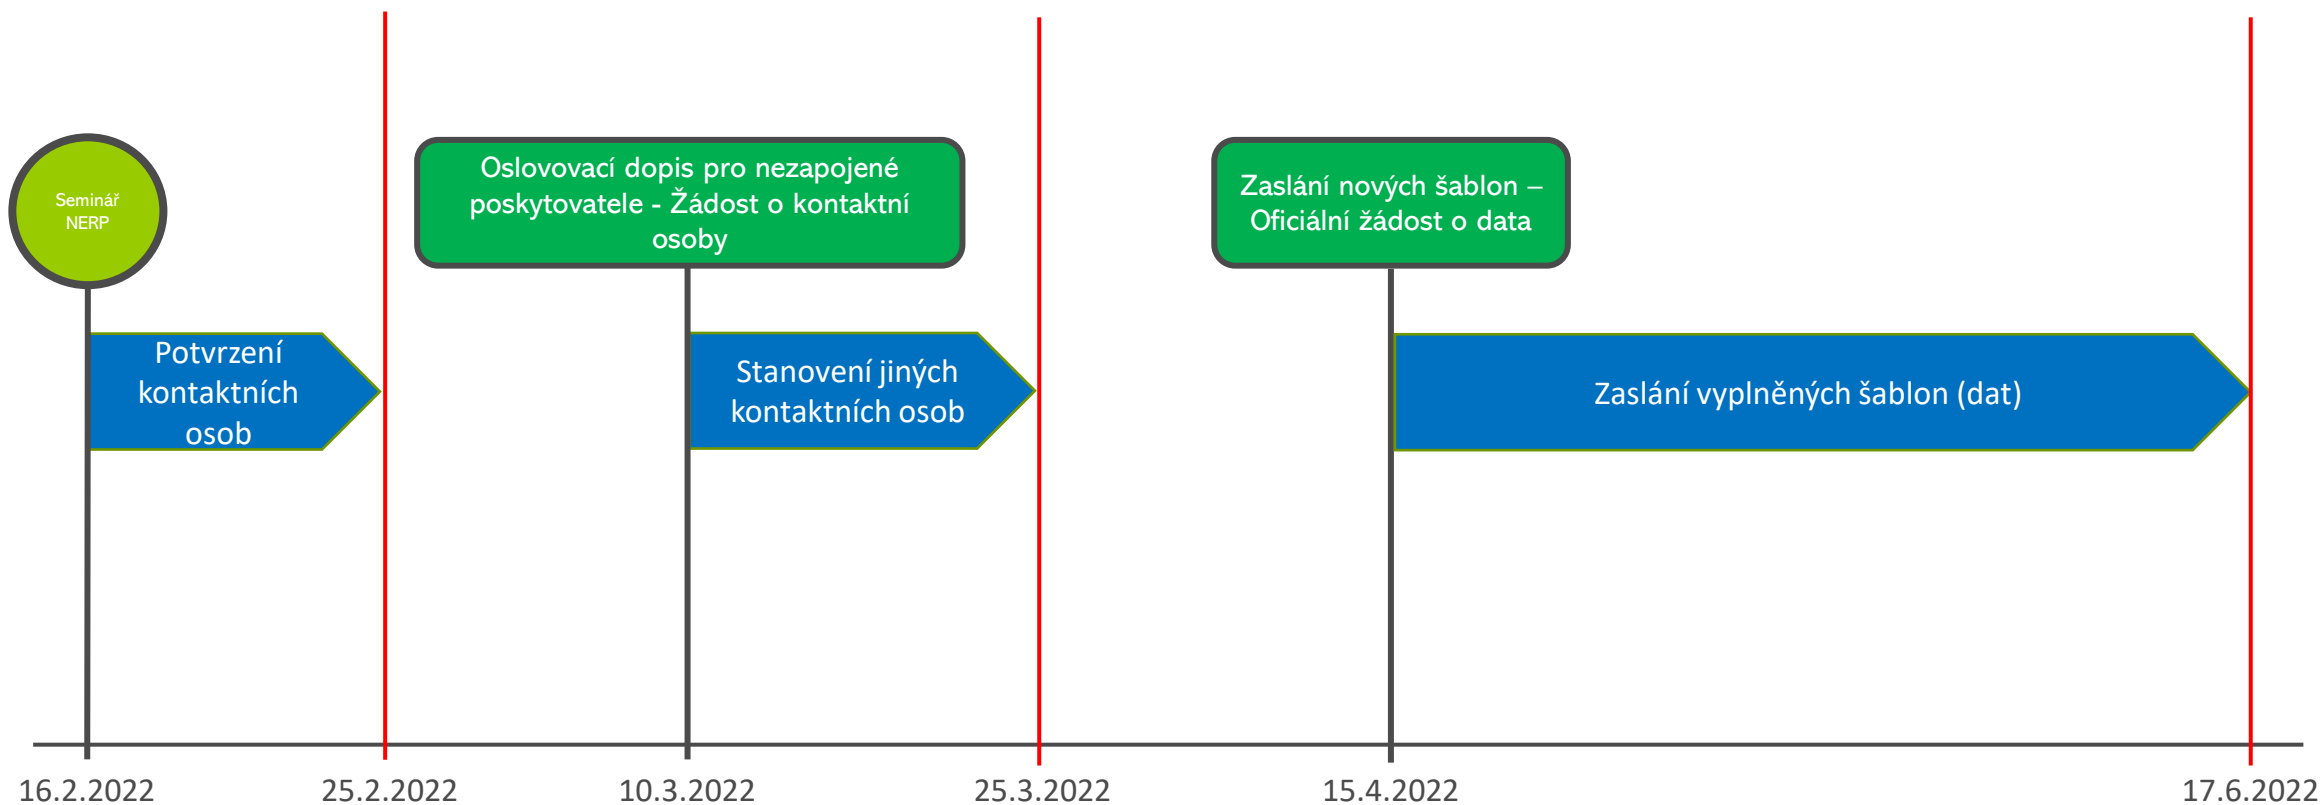 Seminář
NERP
Oslovovací dopis pro nezapojené
poskytovatele - Žádost o kontaktní
osoby
Zaslání nových šablon –
Oficiální žádost o data
Potvrzení
kontaktních
osob
Stanovení jiných
kontaktních osob
Zaslání vyplněných šablon (dat)
16.2.2022
25.2.2022
10.3.2022
25.3.2022
15.4.2022
17.6.2022